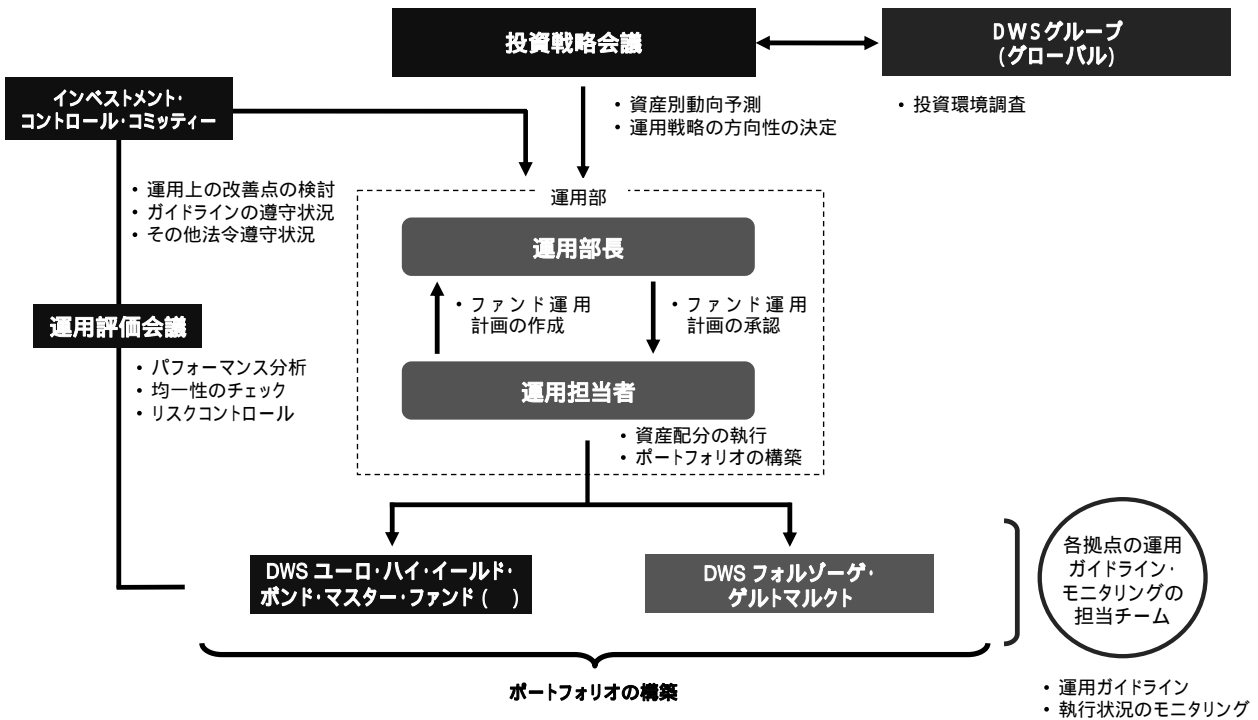 投資戦略会議
DWSグループ
(グローバル)
インベストメント・
コントロール・コミッティー
・資産別動向予測
・運用戦略の方向性の決定
・投資環境調査
・運用上の改善点の検討
・ガイドラインの遵守状況
・その他法令遵守状況
運用部
運用部長
・ファンド運用
計画の作成
・ファンド運用
計画の承認
運用評価会議
・パフォーマンス分析
・均一性のチェック
・リスクコントロール
運用担当者
・資産配分の執行
・ポートフォリオの構築
DWS ユーロ・ハイ・イールド・
ボンド・マスター・ファンド( )
DWS フォルゾーゲ・
ゲルトマルクト
各拠点の運用
ガイドライン・
モニタリングの
担当チーム
ポートフォリオの構築
・運用ガイドライン
・執行状況のモニタリング